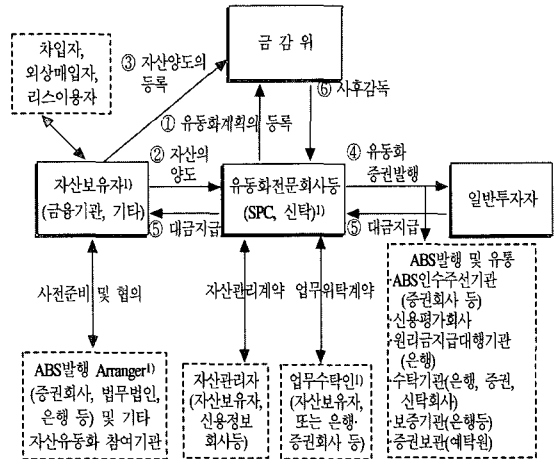 차입자,
외상매입자,
리스이용자
금 감 위
③ 자산양도의
등록
⑥ 사후감독
① 유동화계획의 등록
② 자산의
양도
④ 유동화
증권발행
자산보유자¹⁾
(금융기관, 기타)
유동화전문회사등
(SPC, 신탁)¹⁾
일반투자자
⑤ 대금지급
⑤ 대금지급
사전준비 및 협의
자산관리계약
업무위탁계약
ABS발행 Arranger¹⁾
(증권회사, 법무법인,
은행 등) 및 기타
자산유동화 참여기관
자산관리자
(자산보유자,
신용정보
회사등)
업무수탁인¹⁾
(자산보유자,
또는 은행·
증권회사 등)
ABS발행 및 유통
·ABS인수주선기관
(증권회사 등)
·신용평가회사
·원리금지급대행기관
(은행)
·수탁기관(은행, 증권,
신탁회사)
·보증기관(은행등)
·증권보관(예탁원)